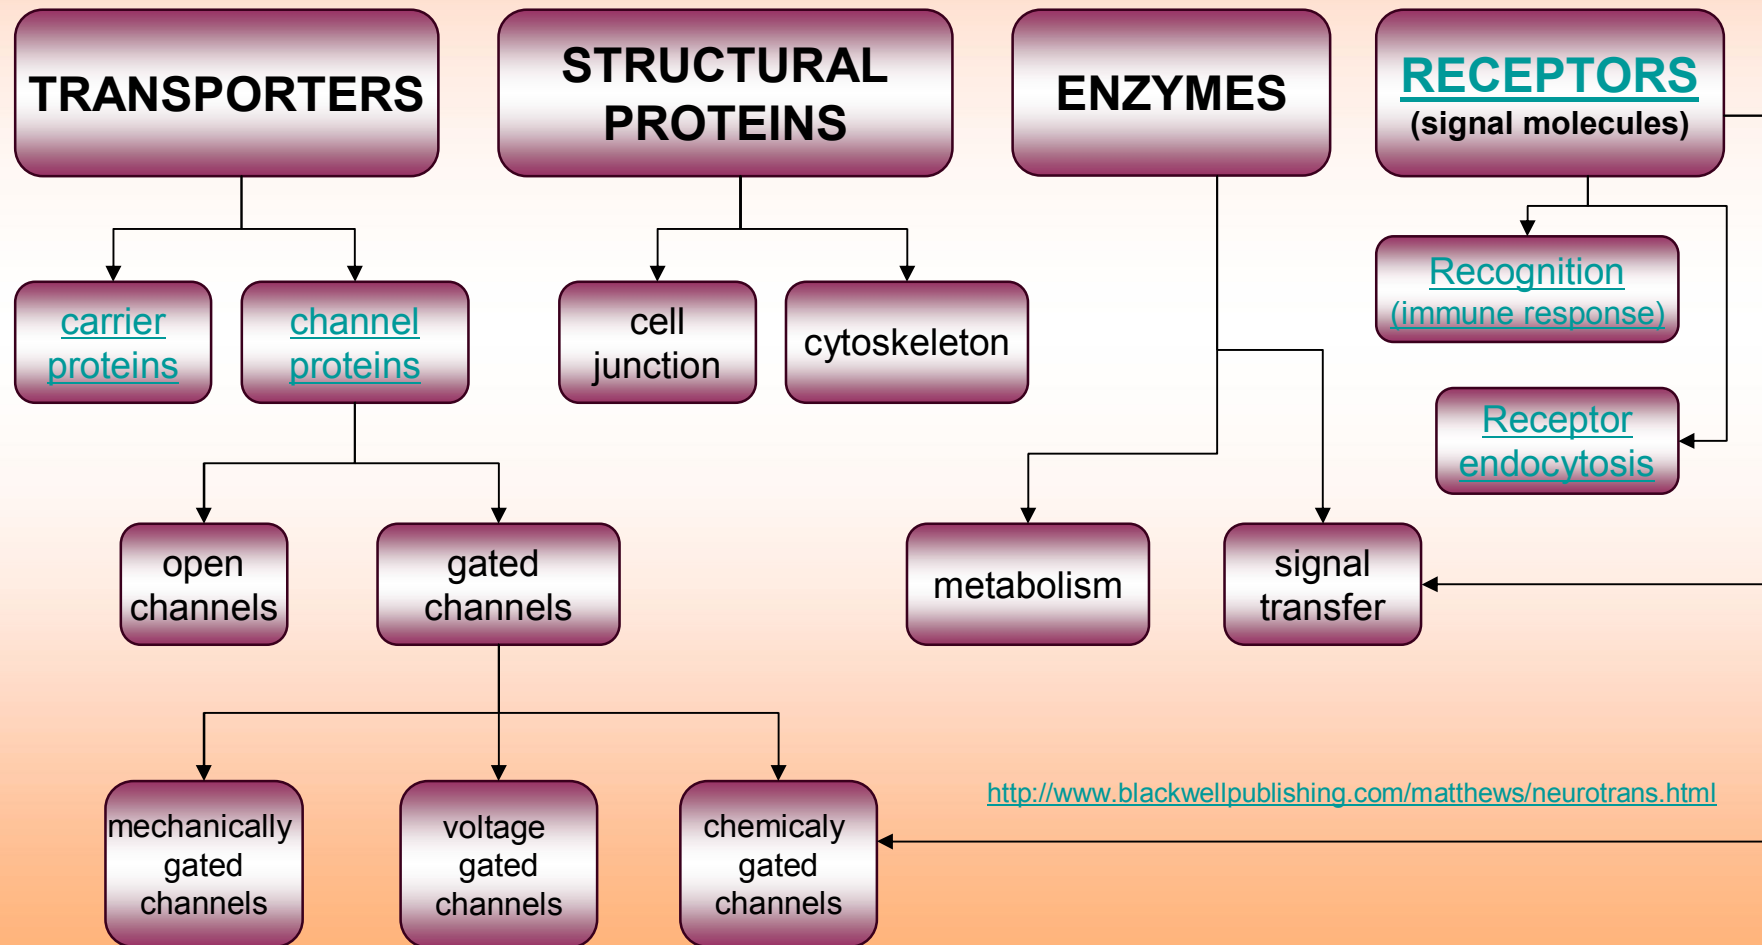 TRANSPORTERS
STRUCTURAL
PROTEINS
ENZYMES
RECEPTORS
(signal molecules)
carrier
proteins
channel
proteins
cell
junction
cytoskeleton
Recognition
(immune response)
Receptor
endocytosis
open
channels
gated
channels
metabolism
signal
transfer
mechanically
gated
channels
voltage
gated
channels
chemicaly
gated
channels
http://www.blackwellpublishing.com/matthews/neurotrans.html